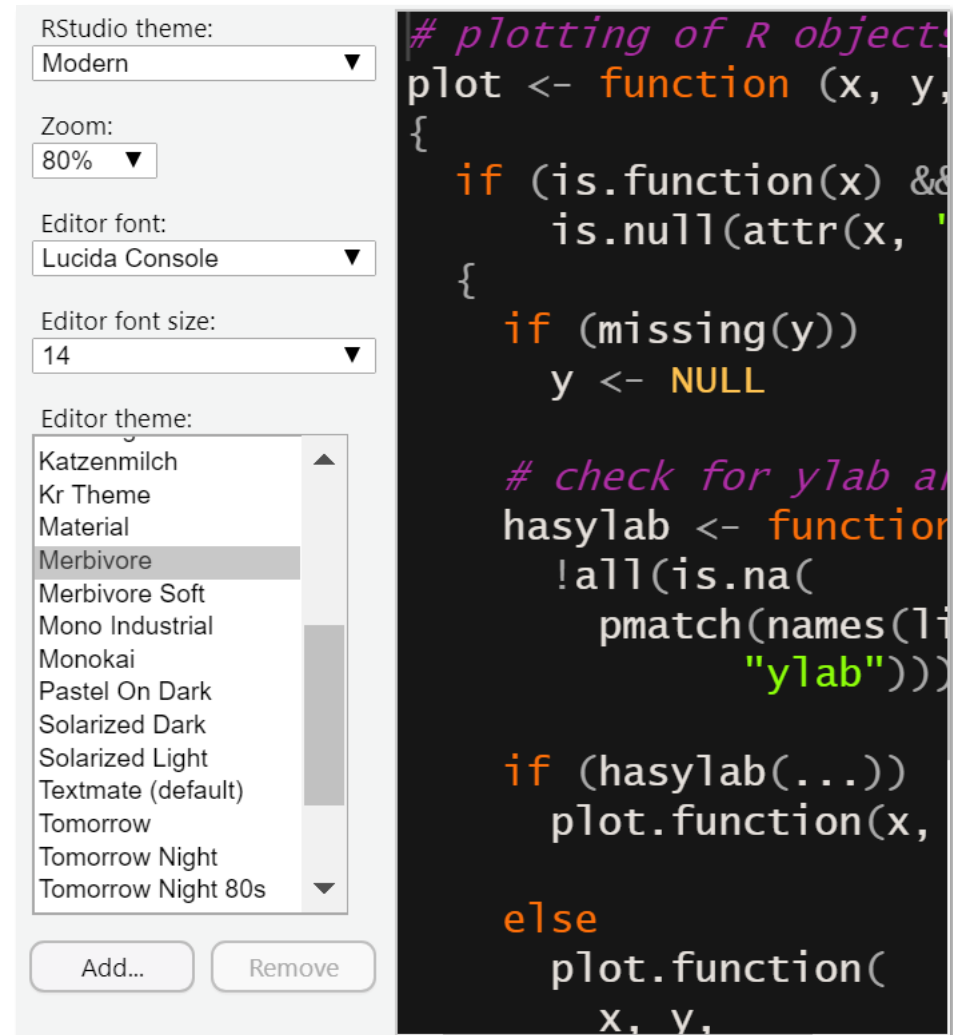 RStudio theme:
Modern
Zoom:
80%
Editor font:
Lucida Console
Editor font size:
14
Editor theme:
Katzenmilch
Kr Theme
Material
Merbivore
Merbivore Soft
Mono Industrial
Monokai
Pastel On Dark
Solarized Dark
Solarized Light
Textmate (default)
Tomorrow
Tomorrow Night
Tomorrow Night 80s
Add...
Remove
# plotting of R objects
plot <- function (x, y,
{
if (is.function(x) &&
is.null(attr(x, "
{
if (missing(y))
y <- NULL
# check for ylab
hasylab <- function
!all(is.na(
pmatch(names(li
"ylab")))
if (hasylab(...))
plot.function(x,
else
plot.function(
x, y,